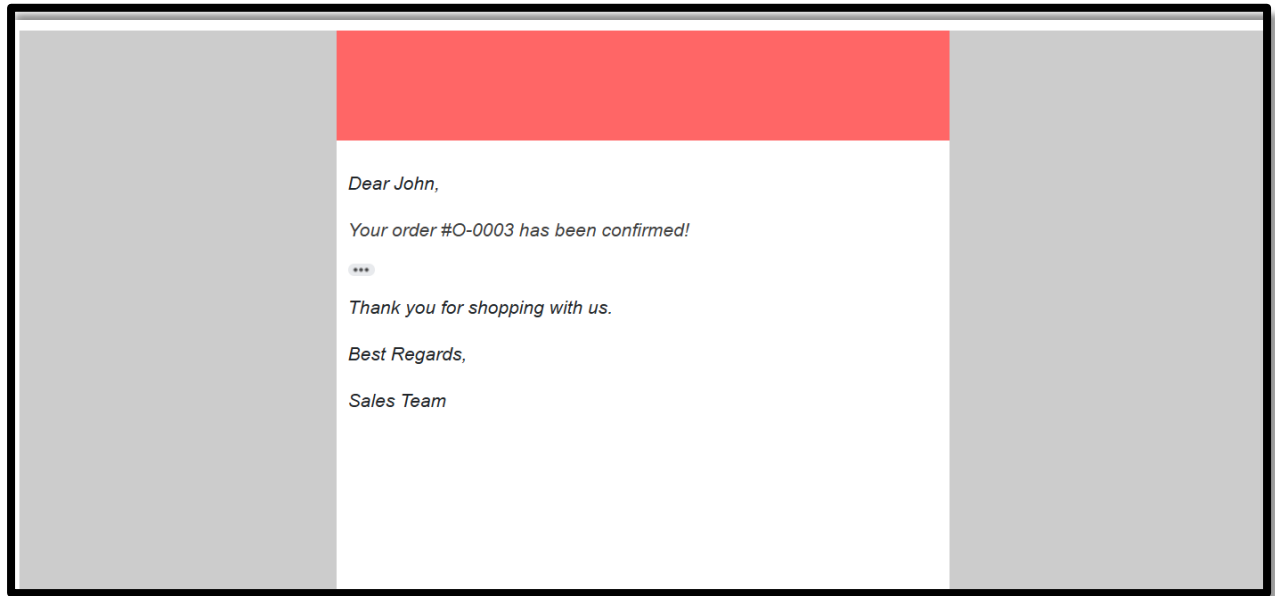 Dear John,
Your order #O-0003 has been confirmed!
•••
Thank you for shopping with us.
Best Regards,
Sales Team